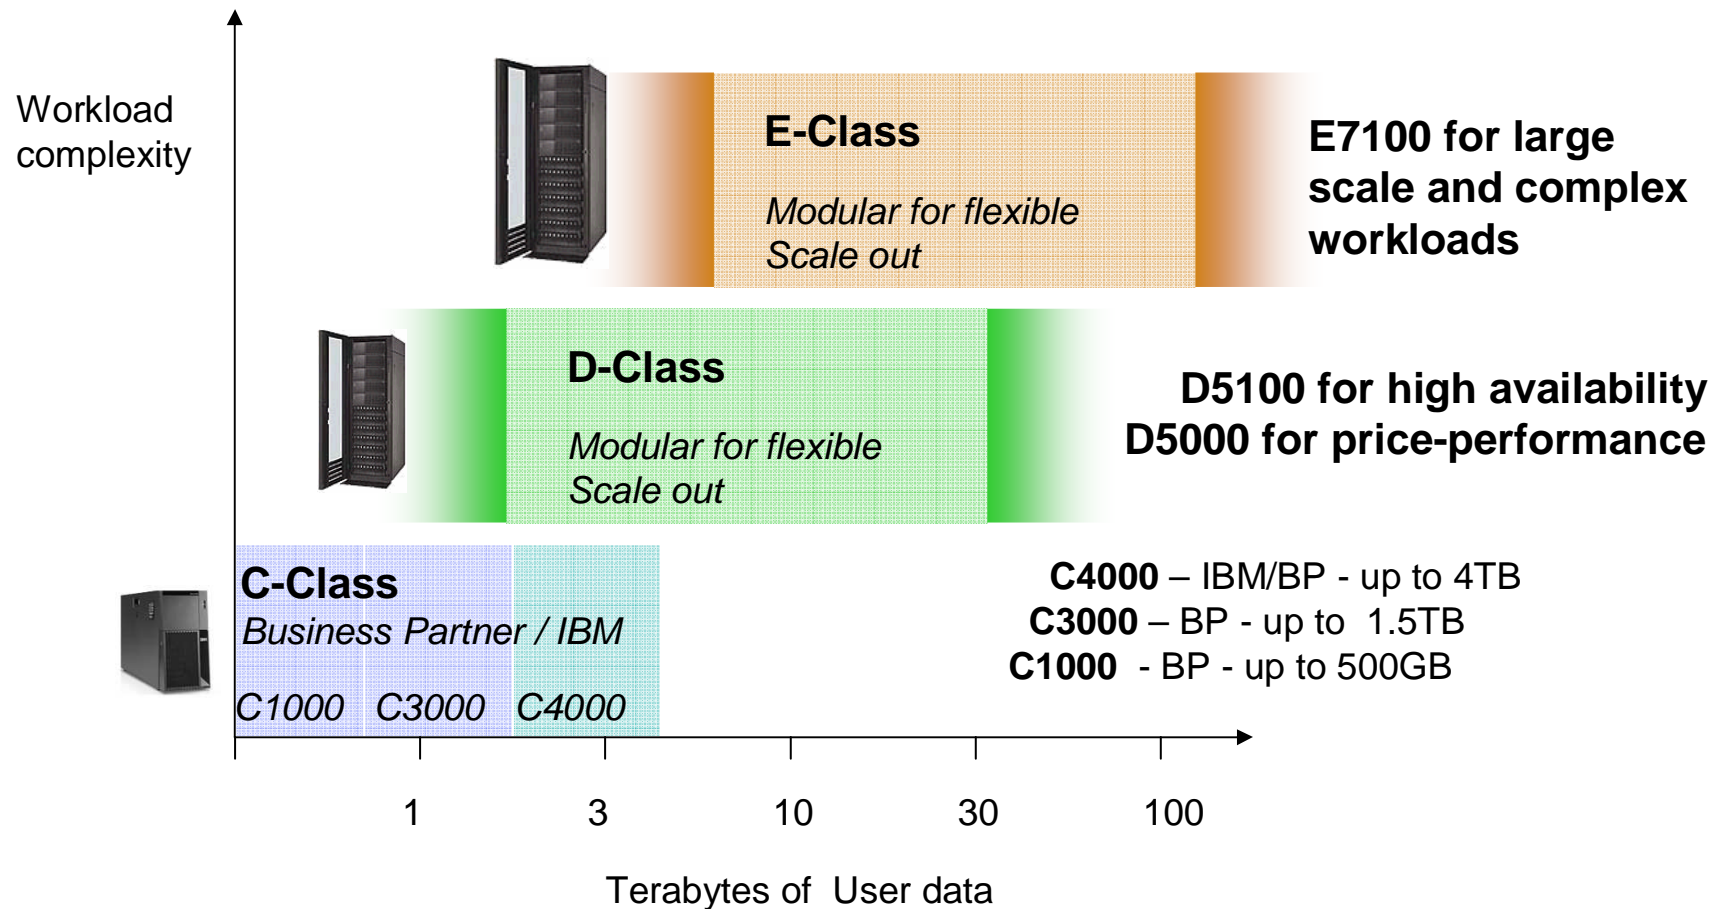 Workload
complexity
E-Class
Modular for flexible
Scale out
E7100 for large
scale and complex
workloads
D-Class
Modular for flexible
Scale out
D5100 for high availability
D5000 for price-performance
C-Class
Business Partner / IBM
C1000 C3000 C4000
C4000 – IBM/BP - up to 4TB
C3000 – BP - up to 1.5TB
C1000 - BP - up to 500GB
1 3 10 30 100
Terabytes of User data